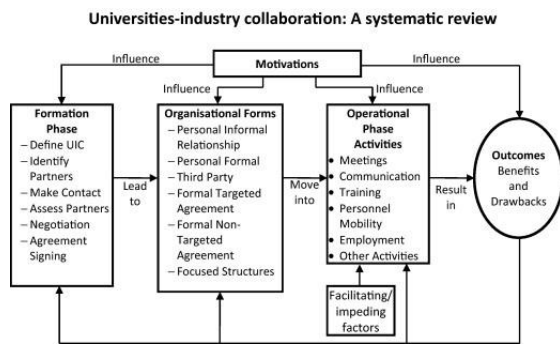 Universities-industry collaboration: A systematic review
Motivations
Influence
Influence
Influence
Influence
Formation
Phase
– Define UIC
– Identify
Partners
– Make Contact
– Assess Partners
– Negotiation
– Agreement
Signing
Lead
to
Organisational Forms
– Personal Informal
Relationship
– Personal Formal
– Third Party
– Formal Targeted
Agreement
– Formal Non-
Targeted
Agreement
– Focused Structures
Move
into
Operational
Phase
Activities
• Meetings
• Communication
• Training
• Personnel
Mobility
• Employment
• Other Activities
Result
in
Outcomes
Benefits
and
Drawbacks
Facilitating/
impeding
factors